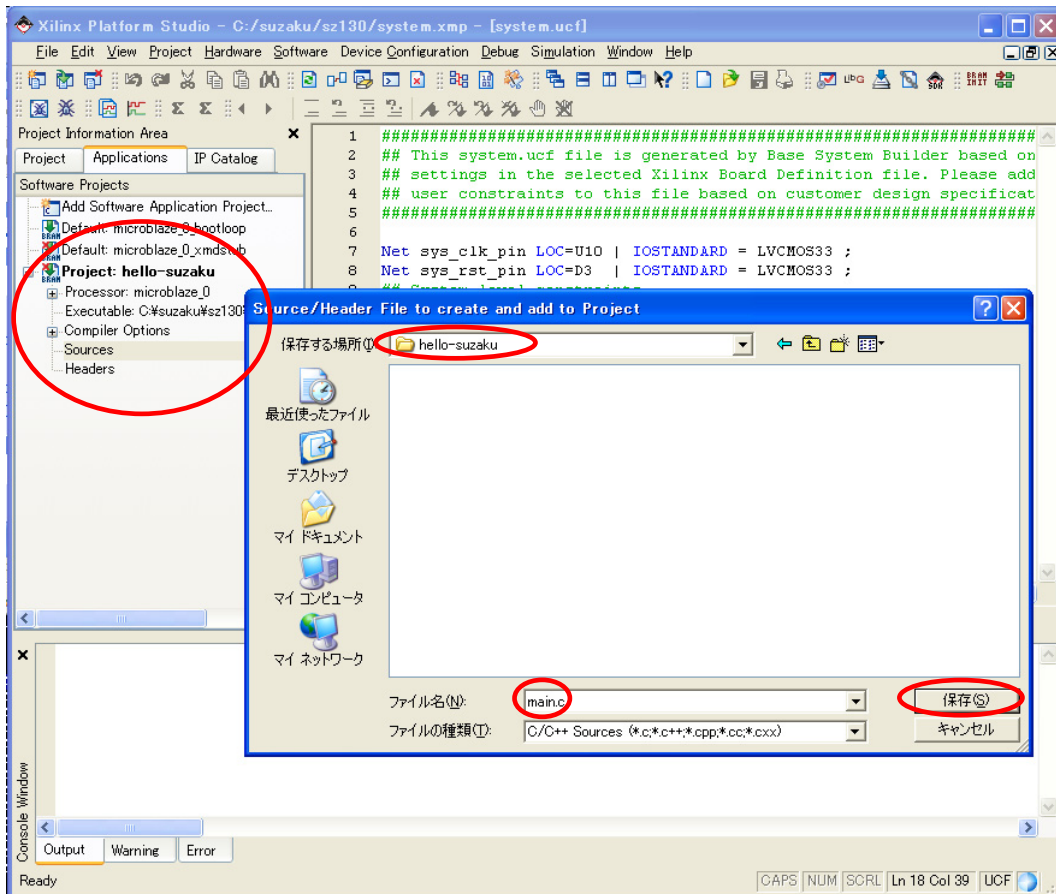 Xilinx Platform Studio - C:/suzaku/sz130/system.xmp - [system.ucf]
File Edit View Project Hardware Software Device Configuration Debug Simulation Window Help
Project Information Area
Project Applications IP Catalog
Software Projects
Add Software Application Project...
Default: microblaze_0_bootloop
Default: microblaze_0_xmdstub
Project: hello-suzaku
Processor: microblaze_0
Executable: C:¥suzaku¥sz130
Compiler Options
Sources
Headers
1 ##########################################################################
2 ## This system.ucf file is generated by Base System Builder based on
3 ## settings in the selected Xilinx Board Definition file. Please add
4 ## user constraints to this file based on customer design specificat
5 ##########################################################################
6
7 Net sys_clk_pin LOC=U10 | IOSTANDARD = LVCMOS33 ;
8 Net sys_rst_pin LOC=D3 | IOSTANDARD = LVCMOS33 ;
9 ## System level constraints
Source/Header File to create and add to Project
保存する場所(I):
hello-suzaku
最近使ったファイル
デスクトップ
マイ ドキュメント
マイ コンピュータ
マイ ネットワーク
ファイル名(N): main.c 保存(S)
ファイルの種類(T): C/C++ Sources (*.c;*.c++;*.cpp;*.cc;*.cxx) キャンセル
Console Window
Output Warning Error
Ready CAPS NUM SCRL Ln 18 Col 39 UCF